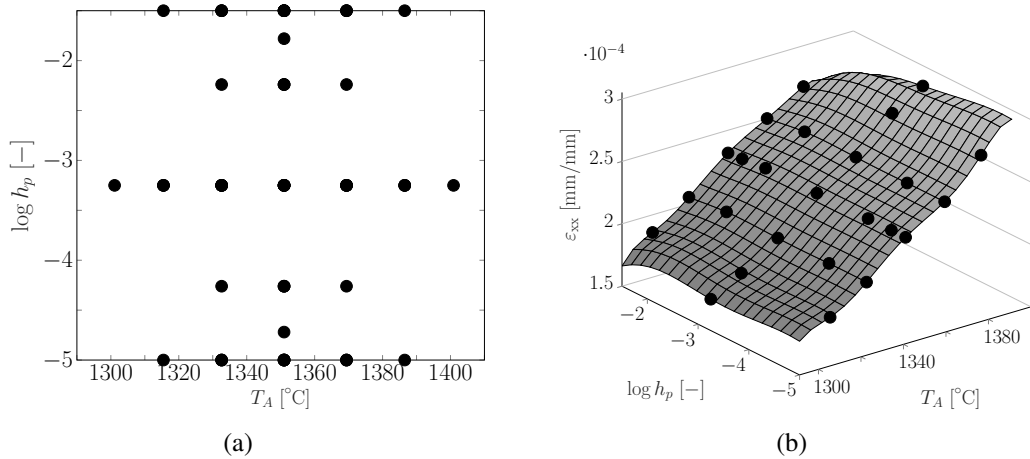 −2
−3
−4
−5
log h_p [−]
1300 1320 1340 1360 1380 1400
T_A [°C]
(a)
·10⁻⁴
3
2.5
2
1.5
ε_xx [mm/mm]
−2
−3
−4
−5
log h_p [−]
1300
1340
1380
T_A [°C]
(b)